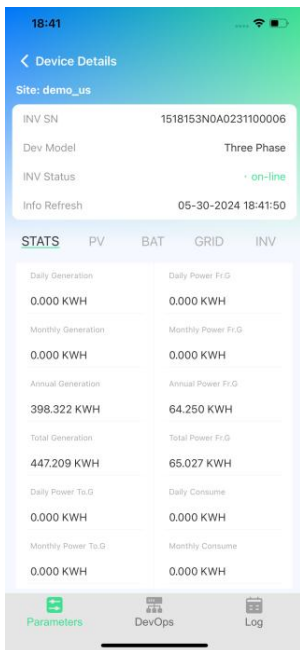 18:41
Device Details
Site: demo_us
INV SN 1518153N0A0231100006
Dev Model Three Phase
INV Status · on-line
Info Refresh 05-30-2024 18:41:50
STATS PV BAT GRID INV
Daily Generation Daily Power Fr.G
0.000 KWH 0.000 KWH
Monthly Generation Monthly Power Fr.G
0.000 KWH 0.000 KWH
Annual Generation Annual Power Fr.G
398.322 KWH 64.250 KWH
Total Generation Total Power Fr.G
447.209 KWH 65.027 KWH
Daily Power To.G Daily Consume
0.000 KWH 0.000 KWH
Monthly Power To.G Monthly Consume
0.000 KWH 0.000 KWH
Parameters DevOps Log